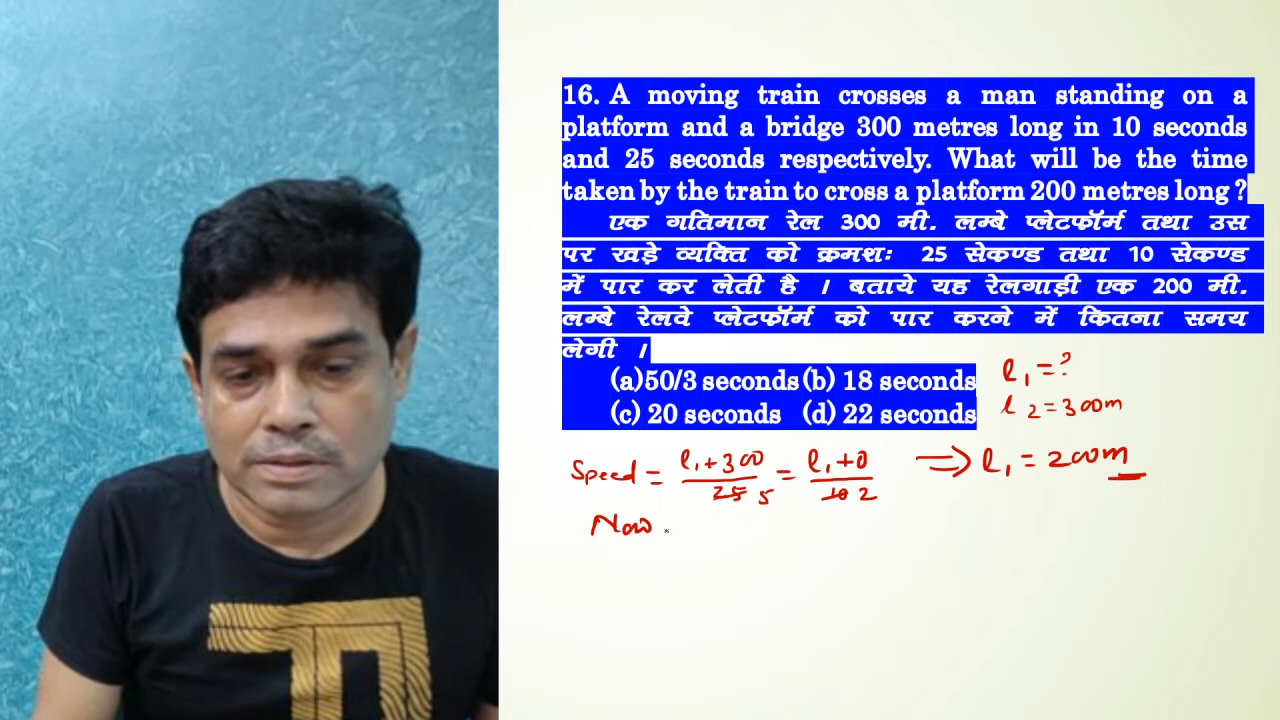 16. A moving train crosses a man standing on a
platform and a bridge 300 metres long in 10 seconds
and 25 seconds respectively. What will be the time
taken by the train to cross a platform 200 metres long ?
एक गतिमान रेल 300 मी. लम्बे प्लेटफॉर्म तथा उस
पर खड़े व्यक्ति को क्रमशः 25 सेकण्ड तथा 10 सेकण्ड
में पार कर लेती है । बताये यह रेलगाड़ी एक 200 मी.
लम्बे रेलवे प्लेटफॉर्म को पार करने में कितना समय
लेगी ।
(a)50/3 seconds (b) 18 seconds
(c) 20 seconds (d) 22 seconds
l₁ = ?
l₂ = 300m
Speed = l₁+300/25 5 = l₁+0/10 2 ⇒ l₁ = 200m
Now